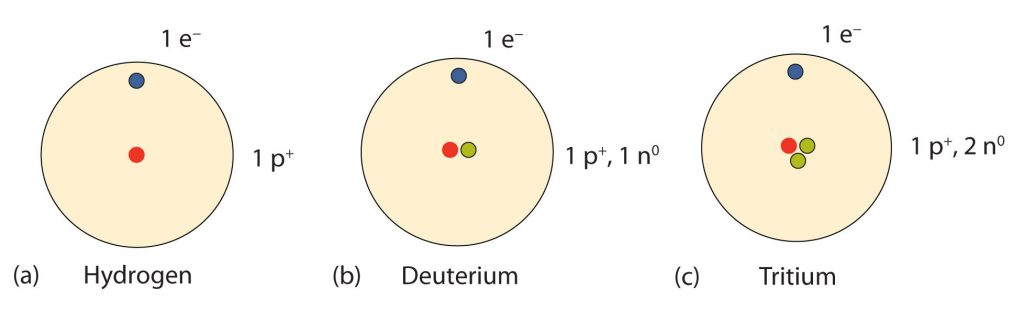 1 e⁻
1 p⁺
(a) Hydrogen
1 e⁻
1 p⁺, 1 n⁰
(b) Deuterium
1 e⁻
1 p⁺, 2 n⁰
(c) Tritium